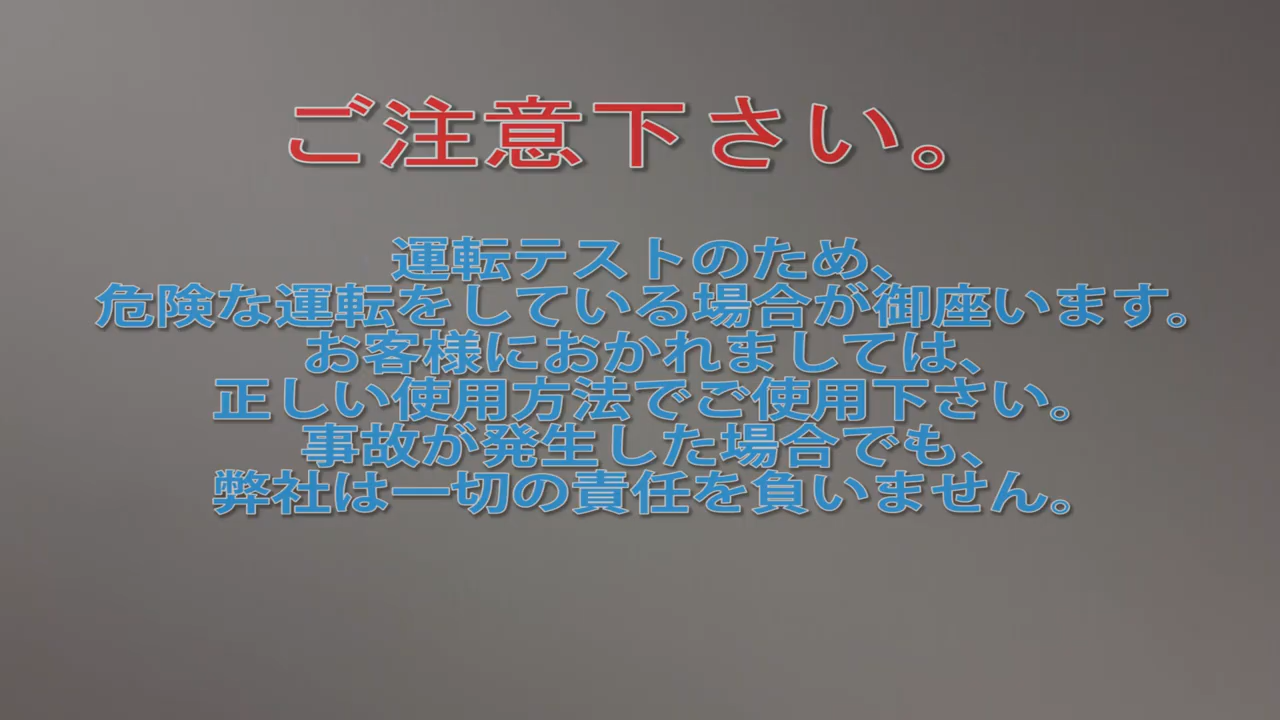 ご注意下さい。
運転テストのため、
危険な運転をしている場合が御座います。
お客様におかれましては、
正しい使用方法でご使用下さい。
事故が発生した場合でも、
弊社は一切の責任を負いません。